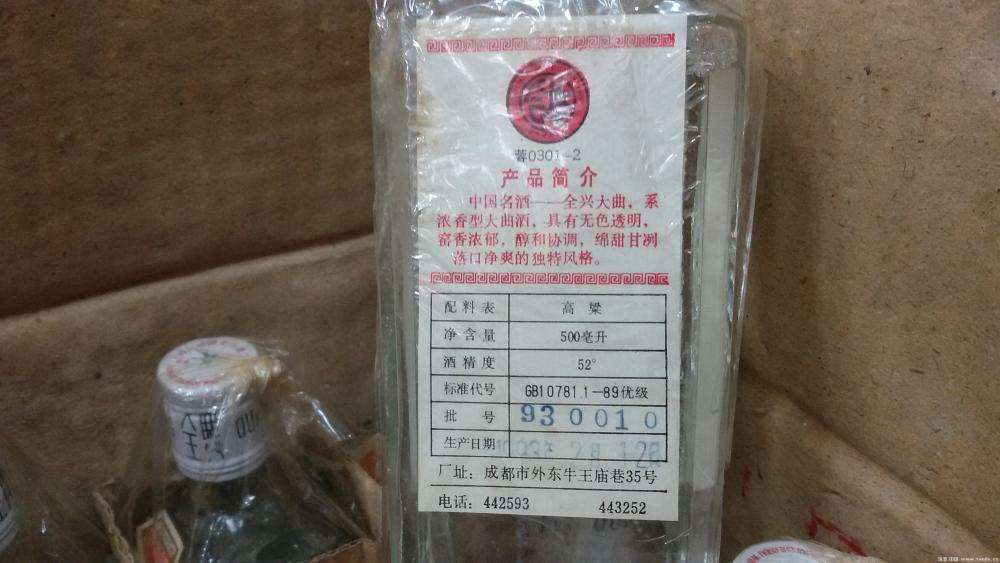 蓉0301-2
产品简介
中国名酒——全兴大曲，系
浓香型大曲酒，具有无色透明，
窖香浓郁，醇和协调，绵甜甘冽
落口净爽的独特风格。
配料表 高粱
净含量 500毫升
酒精度 52°
标准代号 GB10781.1-89优级
批号 930010
生产日期
厂址：成都市外东牛王庙巷35号
电话：442593 443252